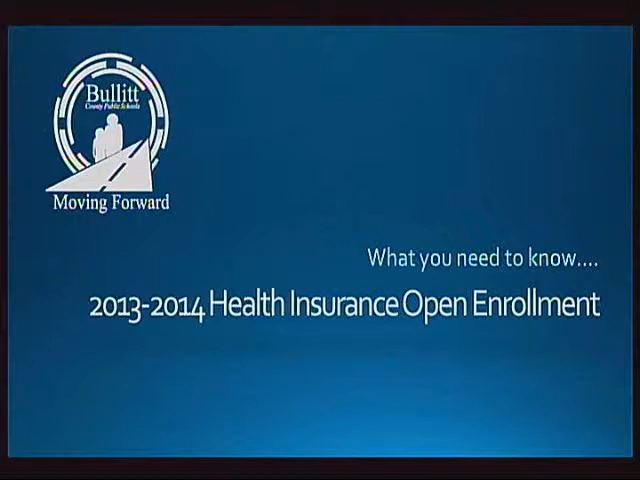 Bullitt
County Public Schools
Moving Forward
What you need to know....
2013-2014 Health Insurance Open Enrollment